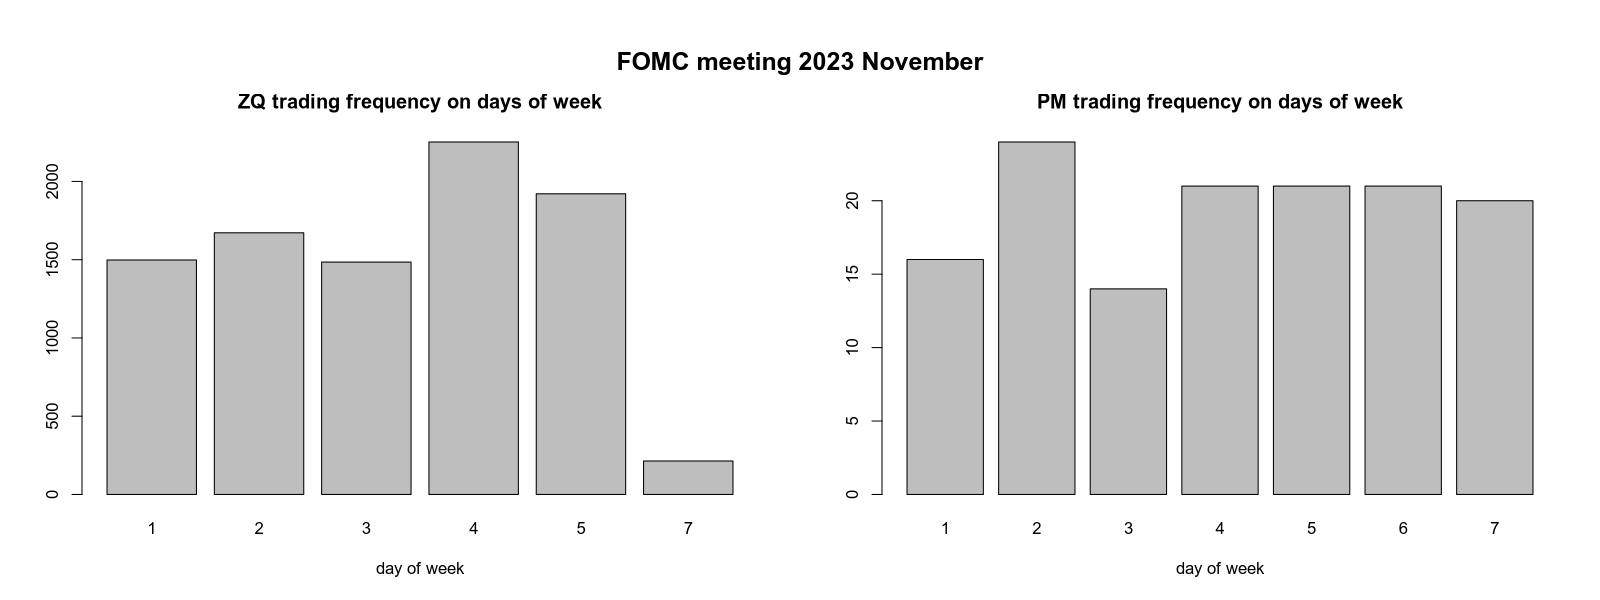 FOMC meeting 2023 November
ZQ trading frequency on days of week
2000
1500
1000
500
0
1 2 3 4 5 7
day of week
PM trading frequency on days of week
20
15
10
5
0
1 2 3 4 5 6 7
day of week